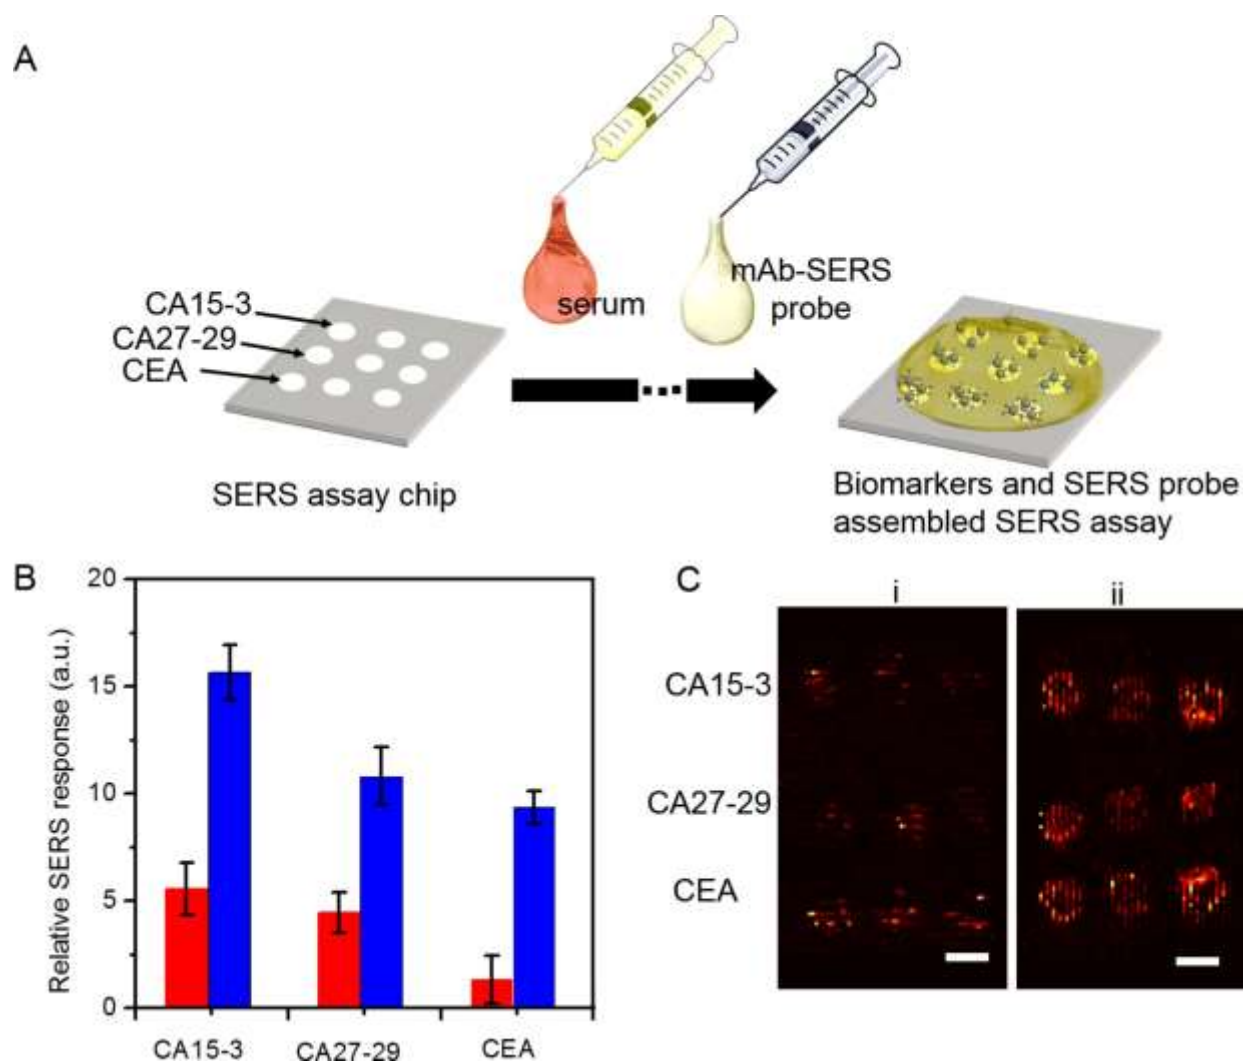 A
serum
mAb-SERS
probe
CA15-3
CA27-29
CEA
SERS assay chip
Biomarkers and SERS probe
assembled SERS assay
B
Relative SERS response (a.u.)
20
15
10
5
0
CA15-3
CA27-29
CEA
C
i
ii
CA15-3
CA27-29
CEA